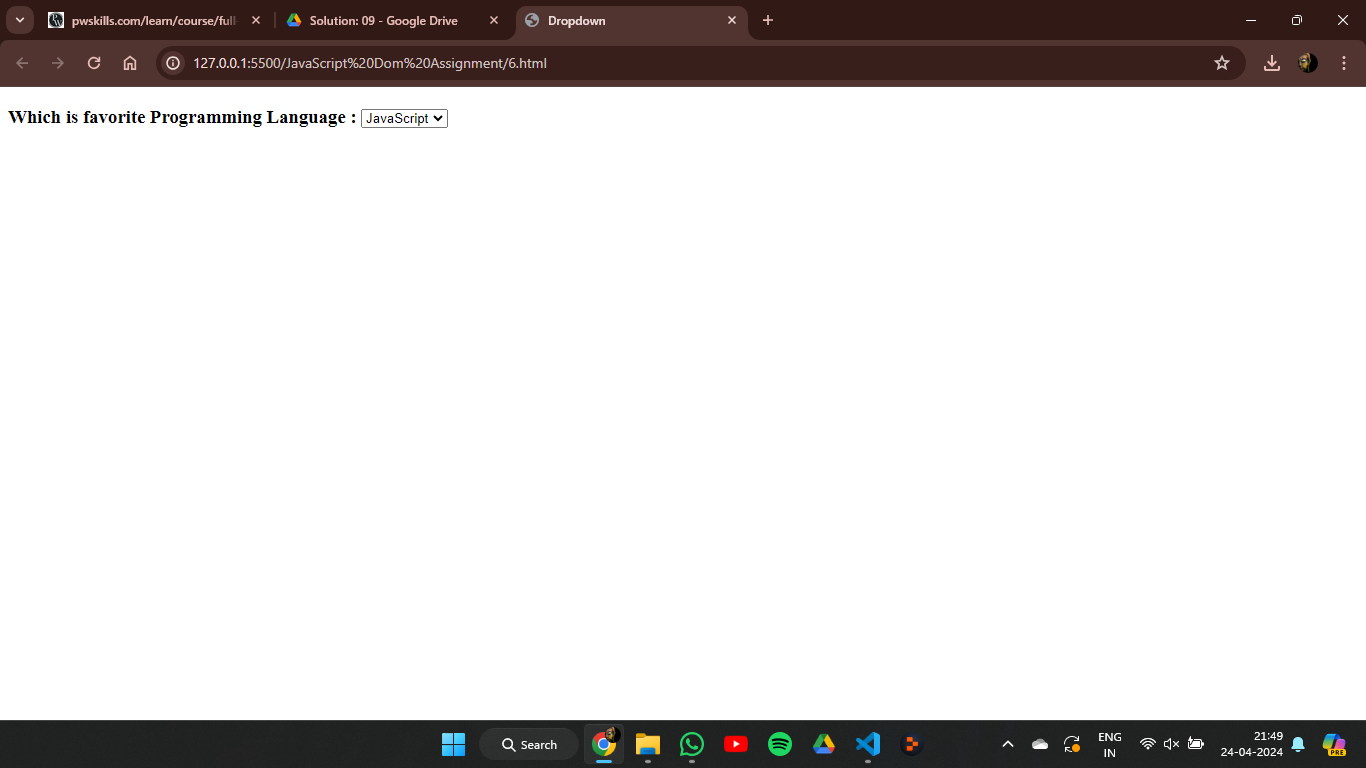 pwskills.com/learn/course/full-
Solution: 09 - Google Drive
Dropdown
127.0.0.1:5500/JavaScript%20Dom%20Assignment/6.html
Which is favorite Programming Language : JavaScript
Search
ENG
IN
21:49
24-04-2024
PRE